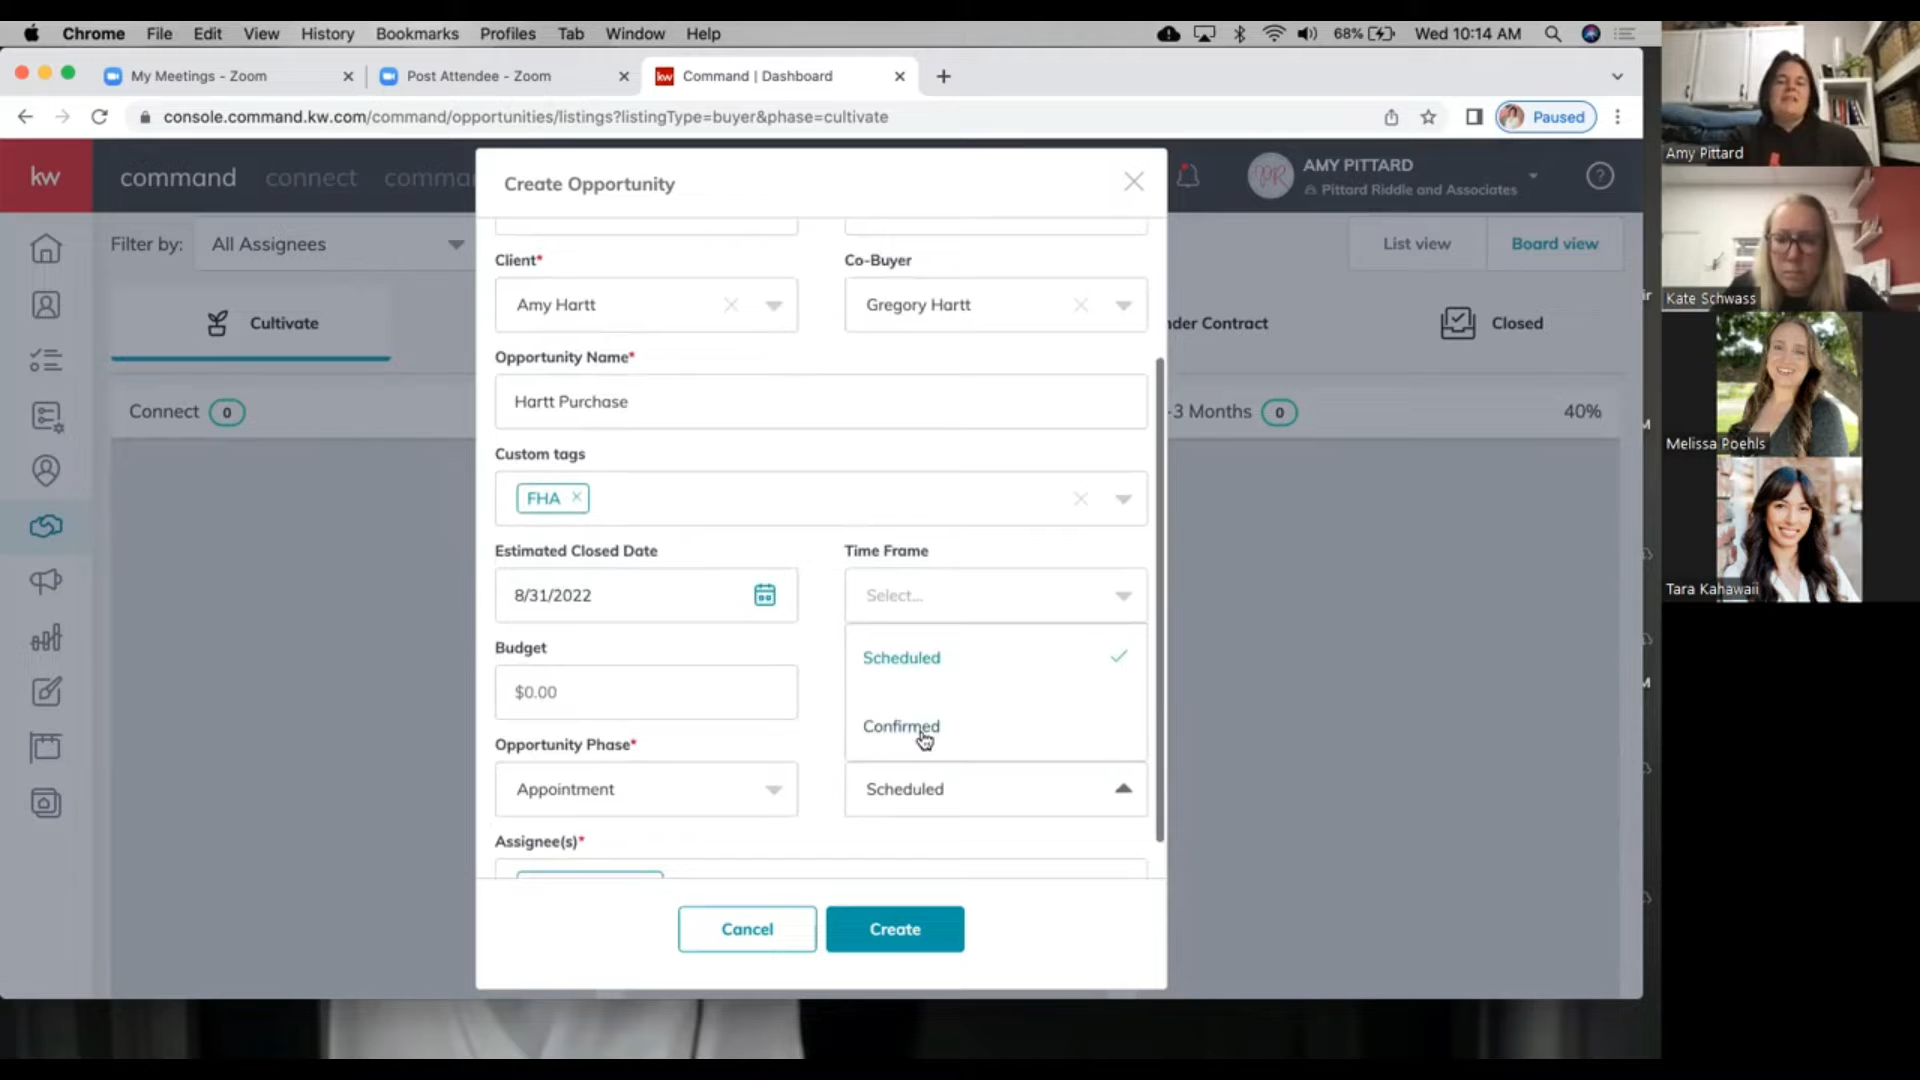 Chrome File Edit View History Bookmarks Profiles Tab Window Help 68% Wed 10:14 AM
My Meetings - Zoom Post Attendee - Zoom kw Command | Dashboard
console.command.kw.com/command/opportunities/listings?listingType=buyer&phase=cultivate Paused
kw command connect comma PR AMY PITTARD
Pittard Riddle and Associates
Create Opportunity
Filter by: All Assignees List view Board view
Client* Co-Buyer
Amy Hartt Gregory Hartt
Cultivate nder Contract Closed
Opportunity Name*
Hartt Purchase
Connect 0 -3 Months 0 40%
Custom tags
FHA
Estimated Closed Date Time Frame
8/31/2022 Select...
Budget Scheduled
$0.00
Confirmed
Opportunity Phase*
Appointment Scheduled
Assignee(s)*
Cancel Create
Amy Pittard
Kate Schwass
Melissa Poehls
Tara Kahawaii